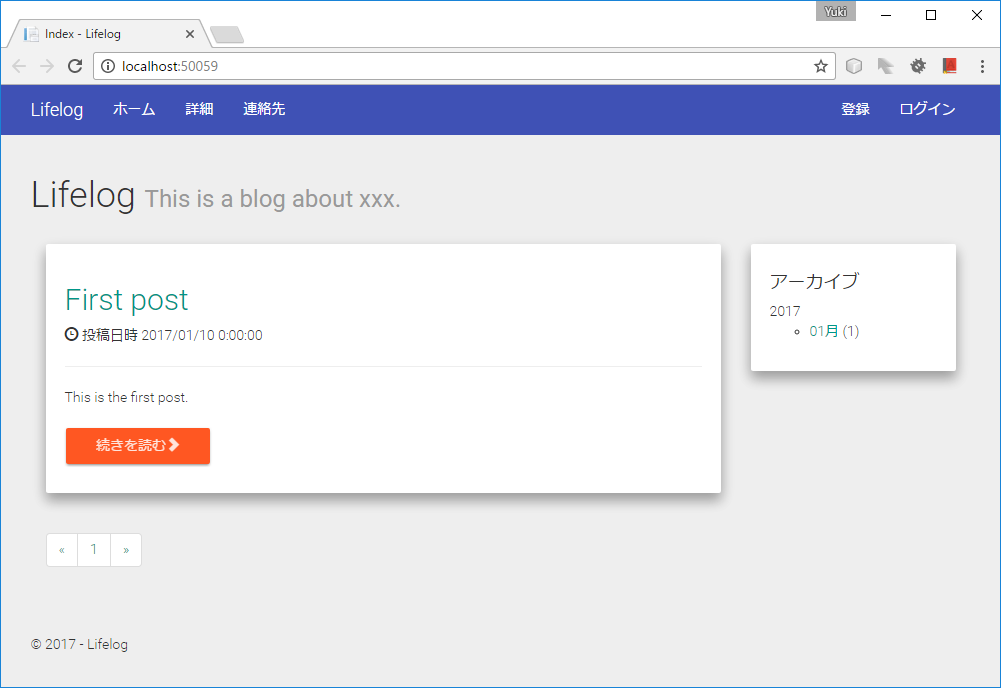 Yuki
Index - Lifelog
localhost:50059
Lifelog ホーム 詳細 連絡先 登録 ログイン
Lifelog This is a blog about xxx.
First post
投稿日時 2017/01/10 0:00:00
This is the first post.
続きを読む
アーカイブ
2017
01月 (1)
« 1 »
© 2017 - Lifelog